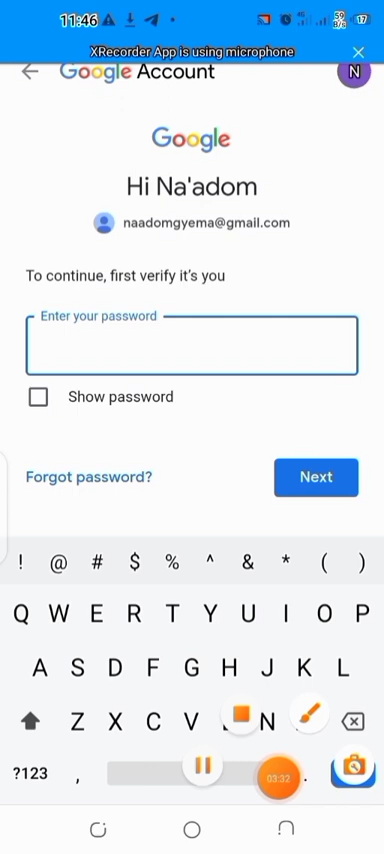 11:46
17
XRecorder App is using microphone
Google Account
N
Google
Hi Na'adom
naadomgyema@gmail.com
To continue, first verify it's you
Enter your password
Show password
Forgot password?
Next
! @ # $ % ^ & * ( )
Q W E R T Y U I O P
A S D F G H J K L
Z X C V N
?123 , .
03:32